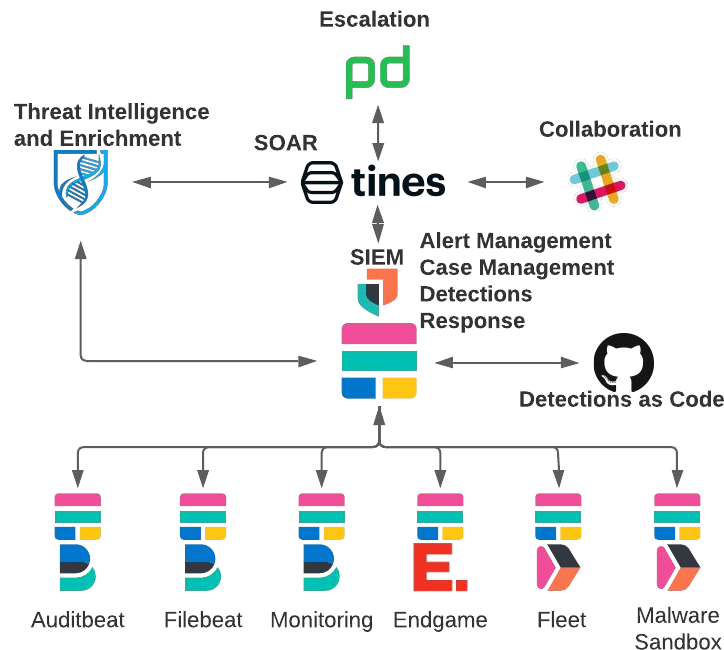 Escalation
pd
Threat Intelligence
and Enrichment
SOAR
tines
Collaboration
SIEM
Alert Management
Case Management
Detections
Response
Detections as Code
E.
Auditbeat
Filebeat
Monitoring
Endgame
Fleet
Malware
Sandbox